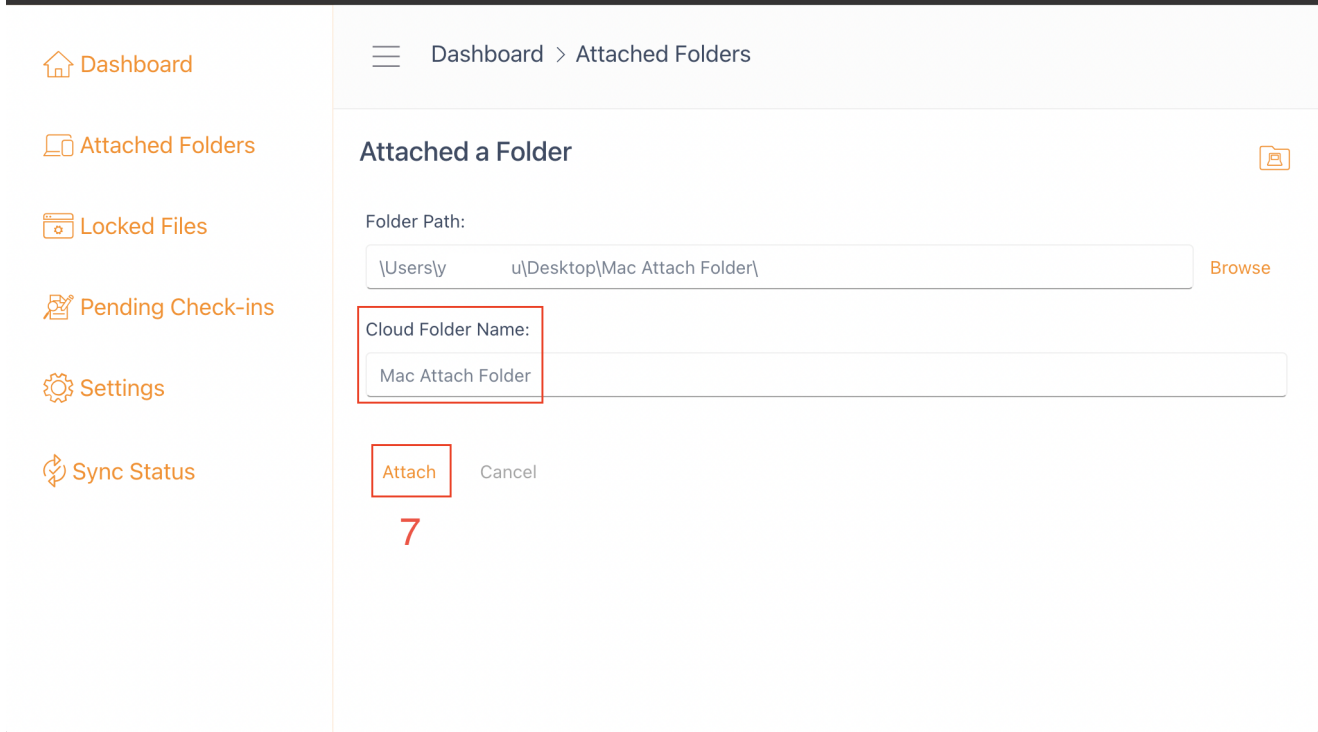 Dashboard
Attached Folders
Locked Files
Pending Check-ins
Settings
Sync Status
Dashboard > Attached Folders
Attached a Folder
Folder Path:
\Users\y u\Desktop\Mac Attach Folder\
Browse
Cloud Folder Name:
Mac Attach Folder
Attach
Cancel
7